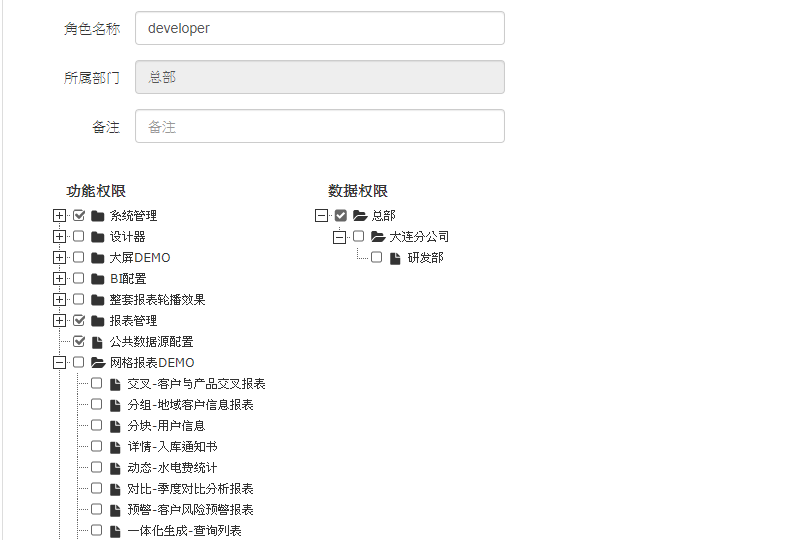 角色名称 developer
所属部门 总部
备注 备注
功能权限 数据权限
系统管理 总部
设计器 大连分公司
大屏DEMO 研发部
BI配置
整套报表轮播效果
报表管理
公共数据源配置
网格报表DEMO
交叉-客户与产品交叉报表
分组-地域客户信息报表
分块-用户信息
详情-入库通知书
动态-水电费统计
对比-季度对比分析报表
预警-客户风险预警报表
一体化生成-查询列表